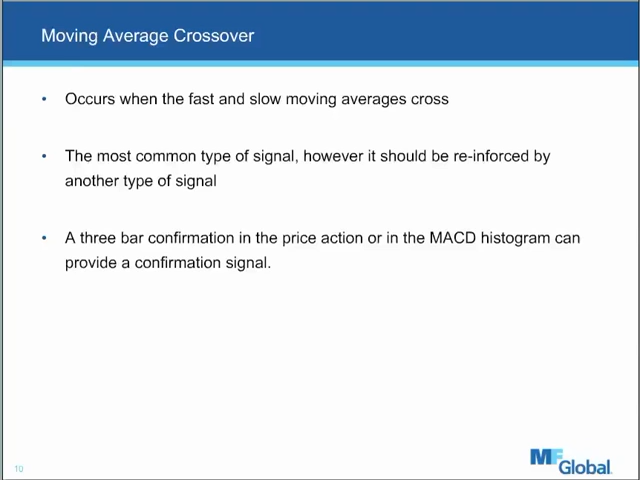 Moving Average Crossover
• Occurs when the fast and slow moving averages cross
• The most common type of signal, however it should be re-inforced by
another type of signal
• A three bar confirmation in the price action or in the MACD histogram can
provide a confirmation signal.
10
MF
Global